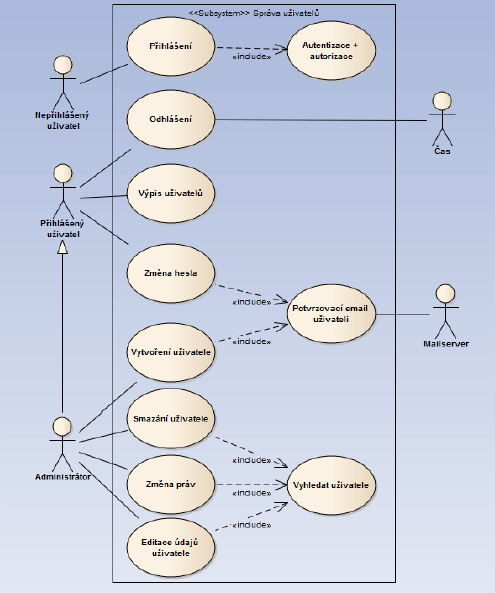 <<Subsystem>> Správa uživatelů
Přihlášení
Autentizace +
autorizace
«include»
Nepřihlášený
uživatel
Odhlášení
Čas
Výpis uživatelů
Přihlášený
uživatel
Změna hesla
«include»
Potvrzovací email
uživateli
Mailserver
«include»
Vytvoření uživatele
Smazání uživatele
«include»
Administrátor
Změna práv
«include»
Vyhledat uživatele
«include»
Editace údajů
uživatele